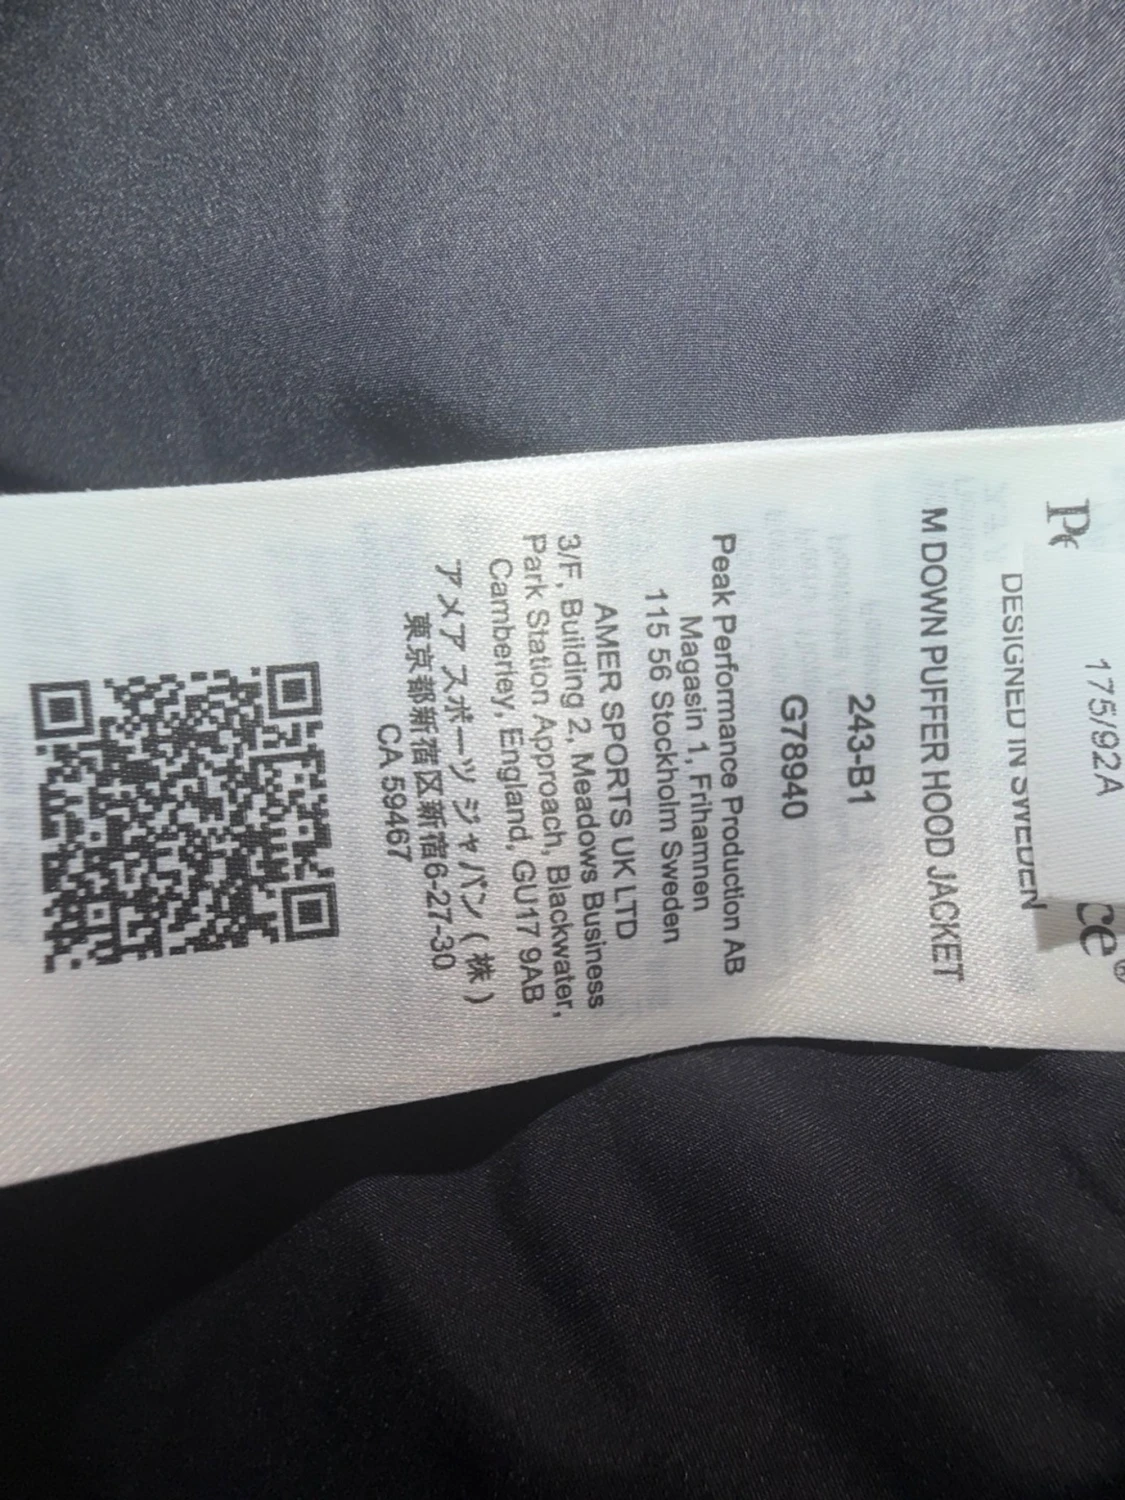 175/92A
ce®
DESIGNED IN SWEDEN
M DOWN PUFFER HOOD JACKET
243-B1
G78940
Peak Performance Production AB
Magasin 1, Frihamnen
115 56 Stockholm Sweden
AMER SPORTS UK LTD
3/F, Building 2, Meadows Business
Park Station Approach, Blackwater,
Camberley, England, GU17 9AB
アメア スポーツ ジャパン (株)
東京都新宿区新宿6-27-30
CA 59467